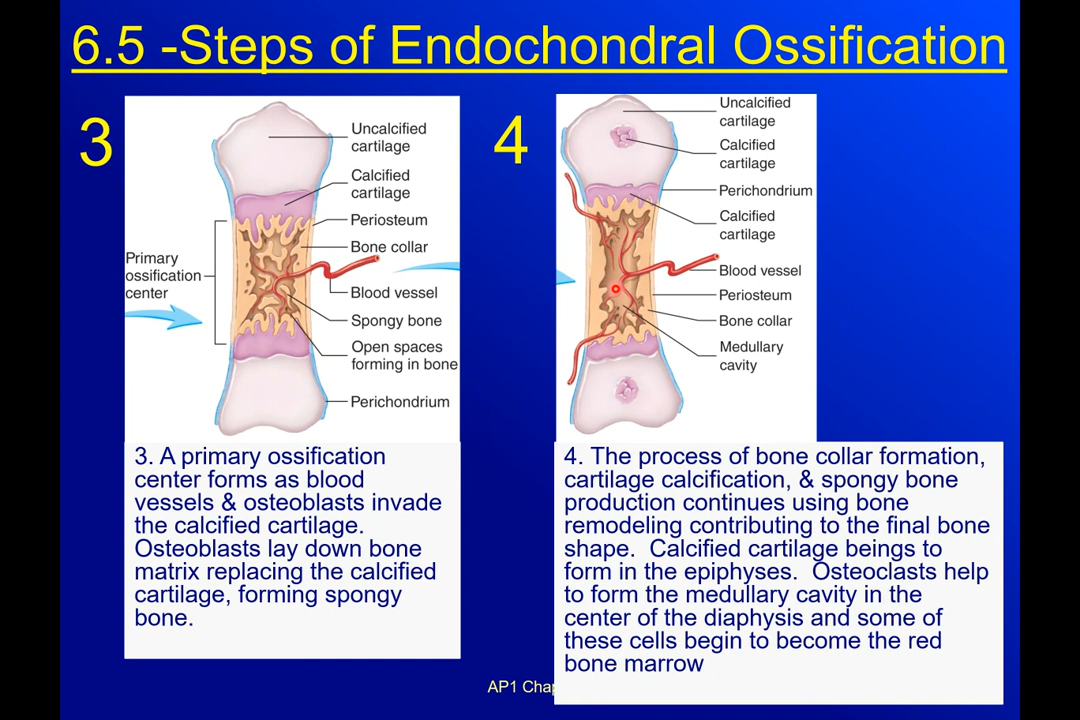 6.5 -Steps of Endochondral Ossification
3
Uncalcified
cartilage
Calcified
cartilage
Periosteum
Bone collar
Primary
ossification
center
Blood vessel
Spongy bone
Open spaces
forming in bone
Perichondrium
3. A primary ossification
center forms as blood
vessels & osteoblasts invade
the calcified cartilage.
Osteoblasts lay down bone
matrix replacing the calcified
cartilage, forming spongy
bone.
4
Uncalcified
cartilage
Calcified
cartilage
Perichondrium
Calcified
cartilage
Blood vessel
Periosteum
Bone collar
Medullary
cavity
4. The process of bone collar formation,
cartilage calcification, & spongy bone
production continues using bone
remodeling contributing to the final bone
shape.  Calcified cartilage beings to
form in the epiphyses.  Osteoclasts help
to form the medullary cavity in the
center of the diaphysis and some of
these cells begin to become the red
bone marrow
AP1 Chap